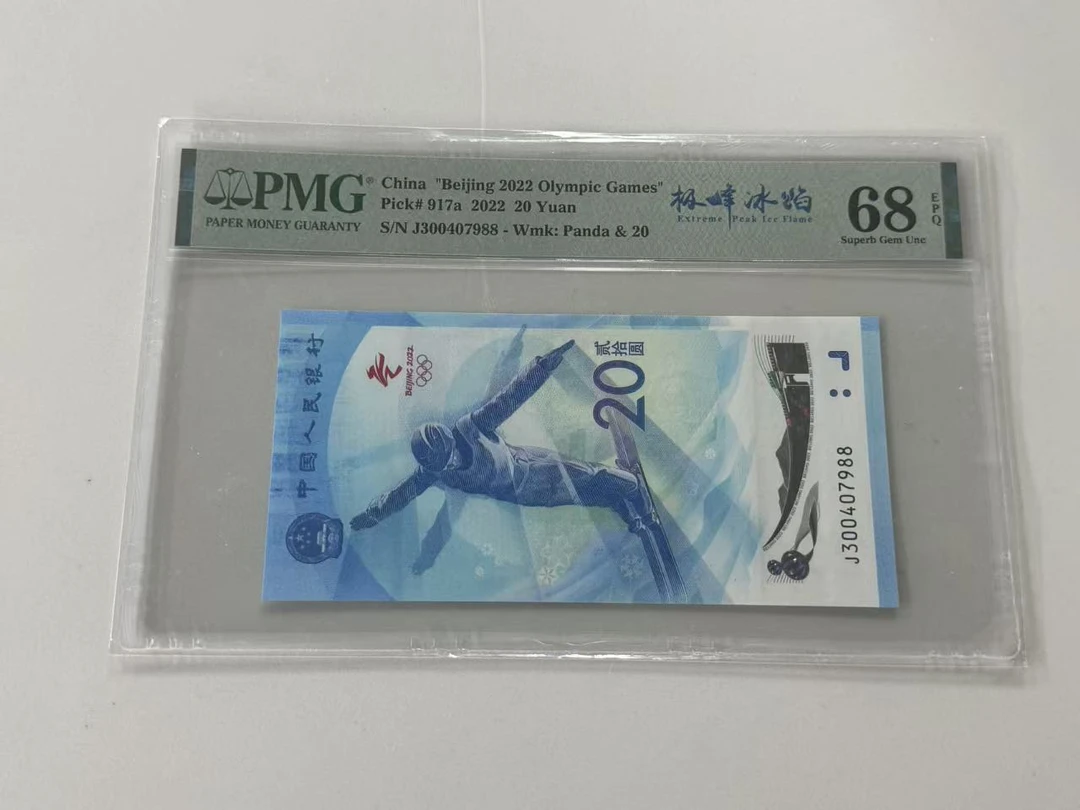 PMG®
PAPER MONEY GUARANTY
China "Beijing 2022 Olympic Games"
Pick# 917a 2022 20 Yuan
S/N J300407988 - Wmk: Panda & 20
极峰冰焰
Extreme Peak Ice Flame
68
EPQ
Superb Gem Unc
中国人民银行
BEIJING 2022
贰拾圆
20
J300407988